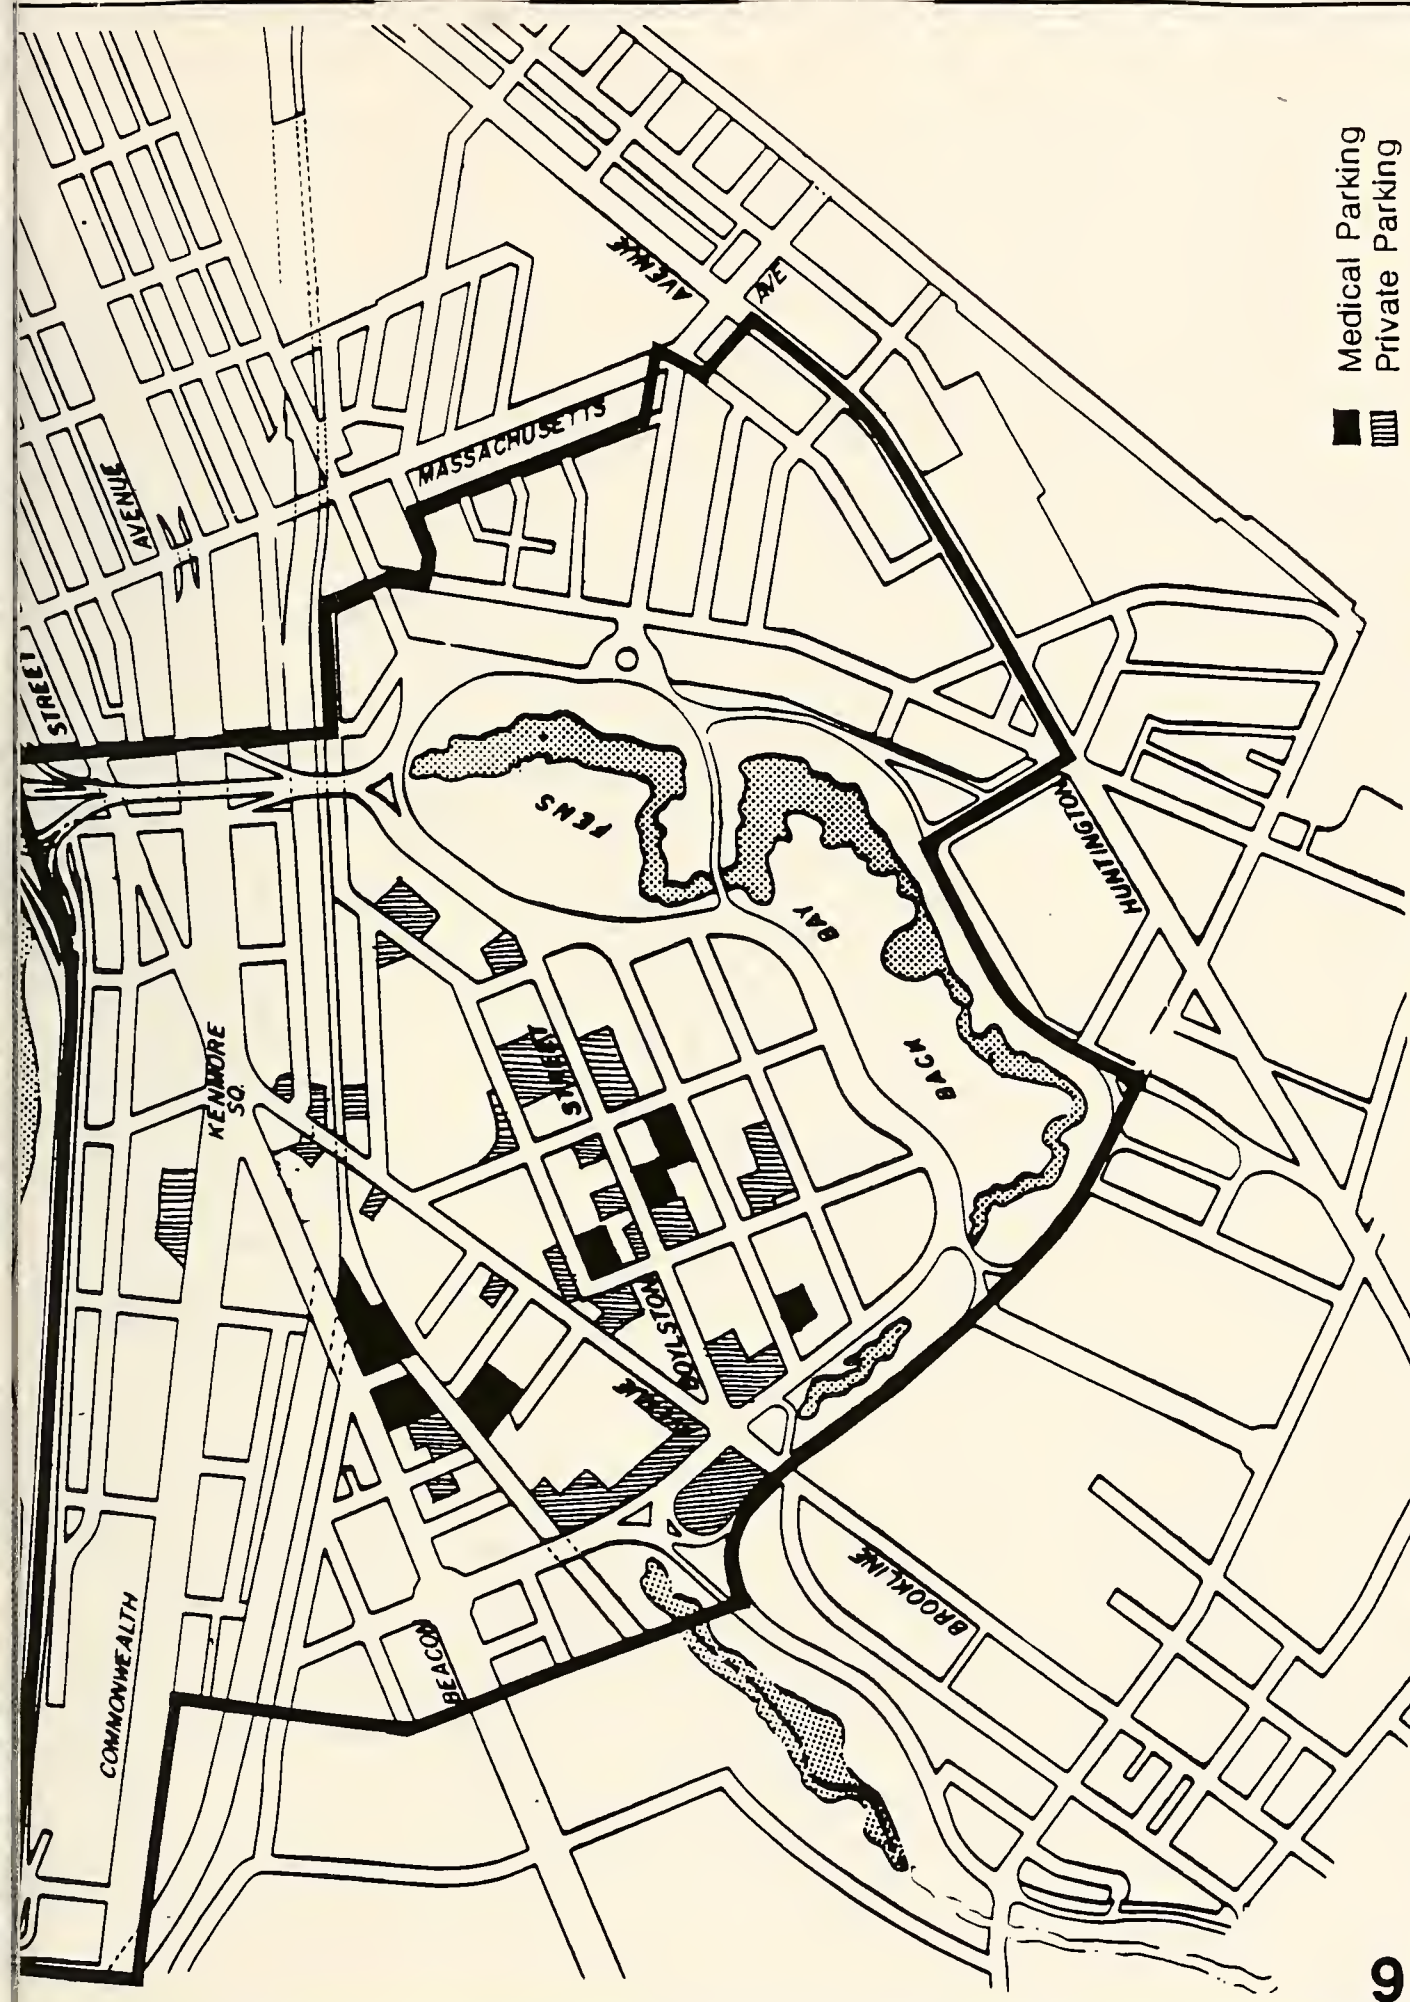 STREET
AVENUE
MASSACHUSETTS
AVENUE
AVE
FENS
BAY
BACK
HUNTINGTON
KENMORE
SQ.
STREET
BOYLSTON
AVENUE
BROOKLINE
BEACON
COMMONWEALTH
Medical Parking
Private Parking
9